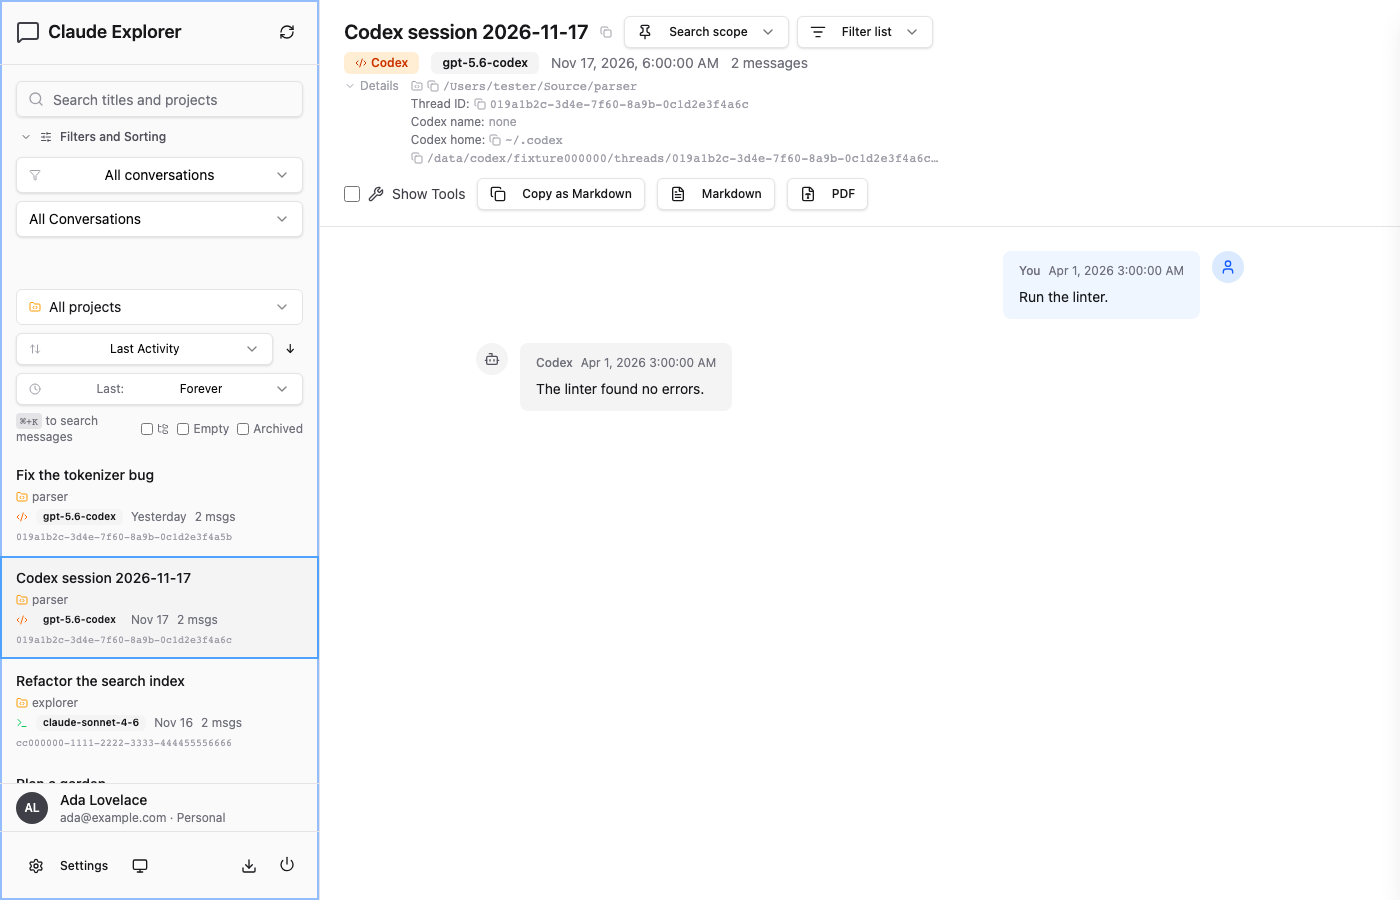 Claude Explorer
Search titles and projects
Filters and Sorting
All conversations
All Conversations
All projects
Last Activity
Last: Forever
⌘+K to search messages
Empty
Archived
Fix the tokenizer bug
parser
gpt-5.6-codex Yesterday 2 msgs
019a1b2c-3d4e-7f60-8a9b-0c1d2e3f4a5b
Codex session 2026-11-17
parser
gpt-5.6-codex Nov 17 2 msgs
019a1b2c-3d4e-7f60-8a9b-0c1d2e3f4a6c
Refactor the search index
explorer
claude-sonnet-4-6 Nov 16 2 msgs
cc000000-1111-2222-3333-444455556666
Plan a garden
AL
Ada Lovelace
ada@example.com · Personal
Settings
Codex session 2026-11-17
Search scope
Filter list
Codex gpt-5.6-codex Nov 17, 2026, 6:00:00 AM 2 messages
Details /Users/tester/Source/parser
Thread ID: 019a1b2c-3d4e-7f60-8a9b-0c1d2e3f4a6c
Codex name: none
Codex home: ~/.codex
/data/codex/fixture000000/threads/019a1b2c-3d4e-7f60-8a9b-0c1d2e3f4a6c…
Show Tools
Copy as Markdown
Markdown
PDF
You Apr 1, 2026 3:00:00 AM
Run the linter.
Codex Apr 1, 2026 3:00:00 AM
The linter found no errors.